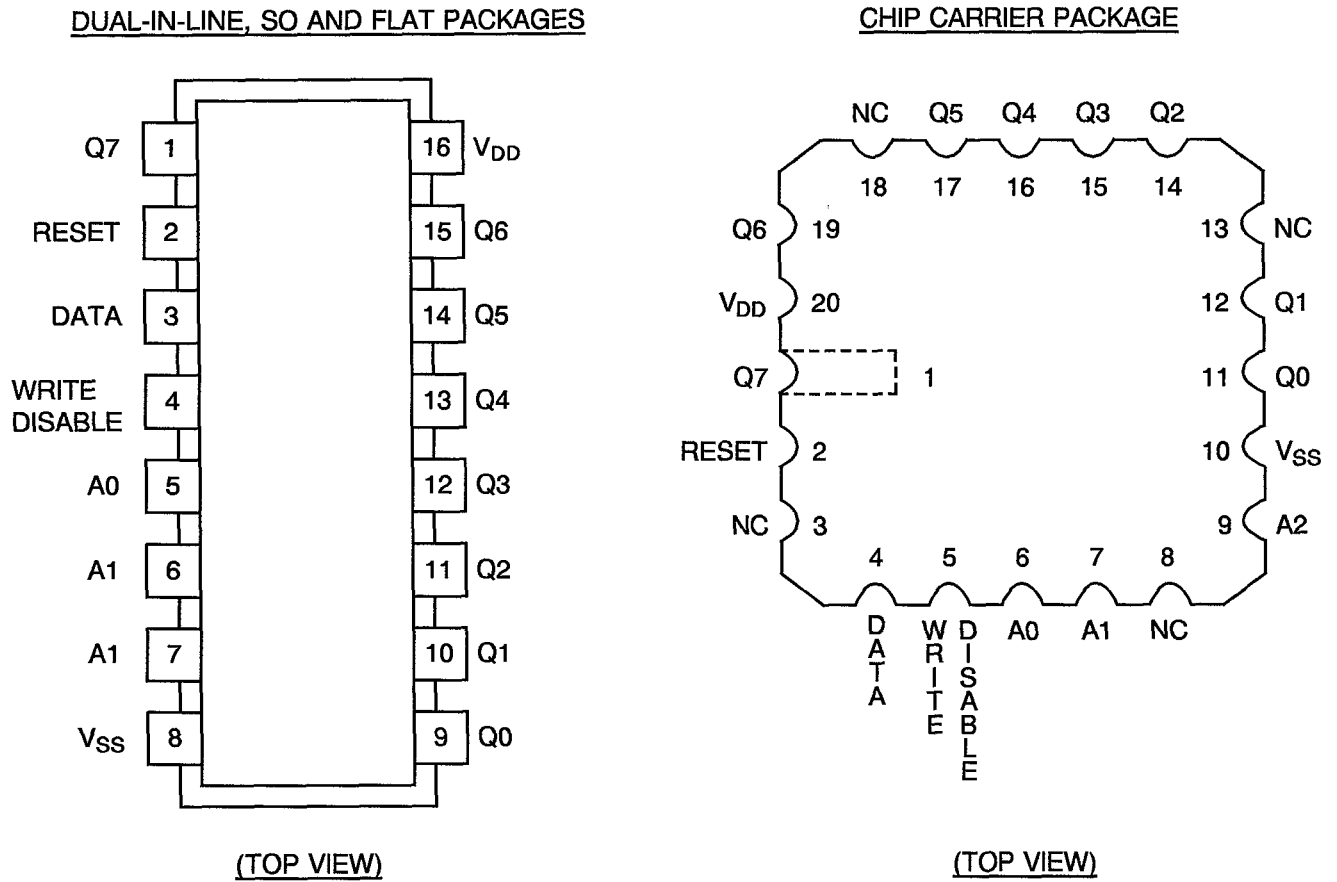 DUAL-IN-LINE, SO AND FLAT PACKAGES
Q7 1
RESET 2
DATA 3
WRITE
DISABLE 4
A0 5
A1 6
A1 7
VSS 8
16 VDD
15 Q6
14 Q5
13 Q4
12 Q3
11 Q2
10 Q1
9 Q0
(TOP VIEW)
CHIP CARRIER PACKAGE
NC Q5 Q4 Q3 Q2
18 17 16 15 14
Q6 19
VDD 20
Q7 1
RESET 2
NC 3
13 NC
12 Q1
11 Q0
10 VSS
9 A2
4 5 6 7 8
DATA WRITE DISABLE A0 A1 NC
(TOP VIEW)